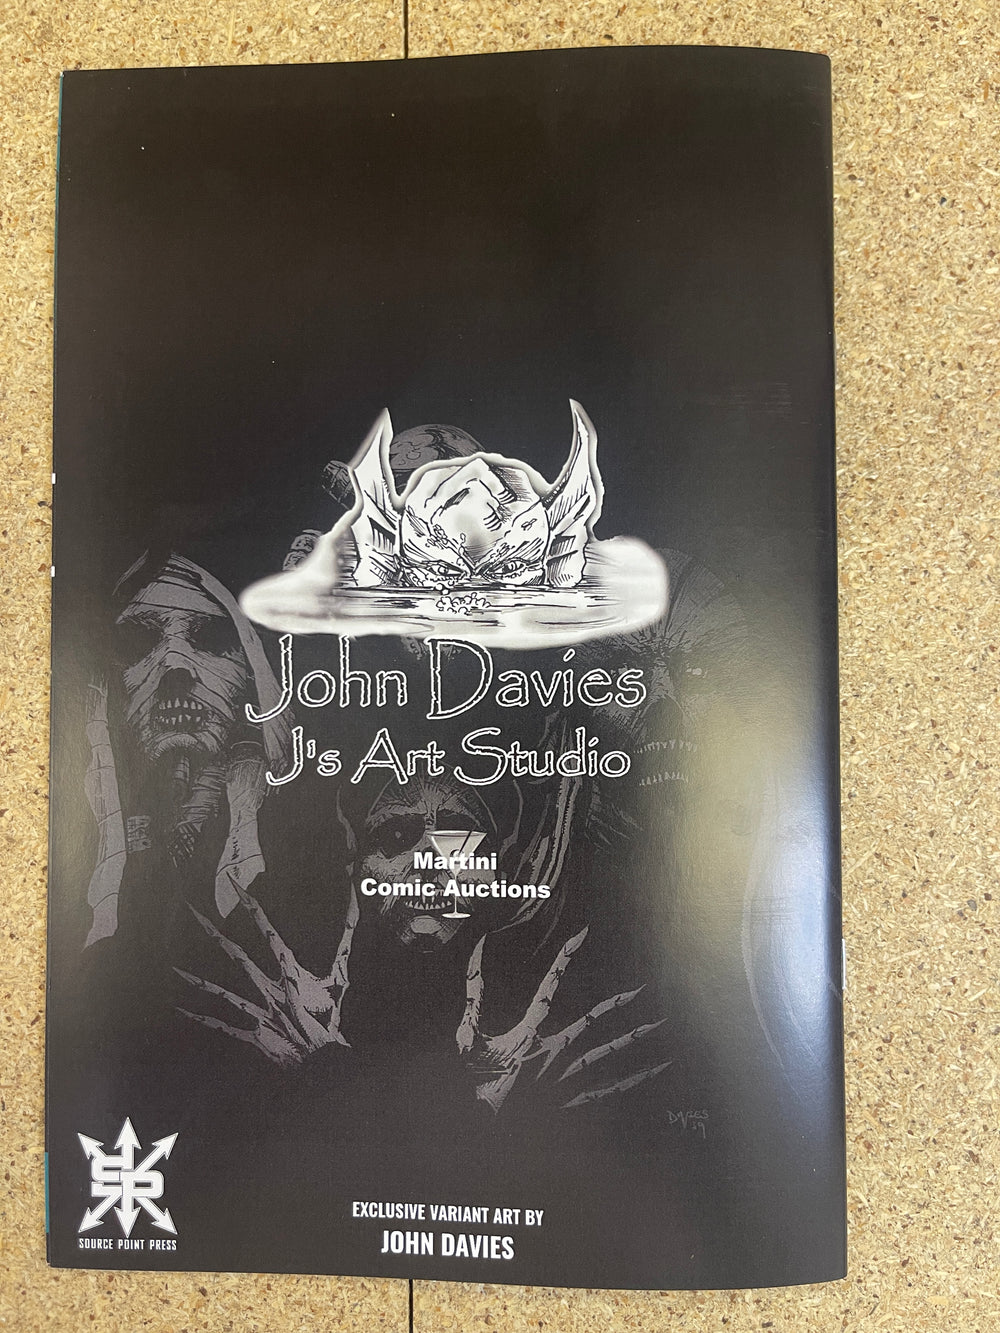 John Davies
J's Art Studio
Martini
Comic Auctions
SOURCE POINT PRESS
EXCLUSIVE VARIANT ART BY
JOHN DAVIES